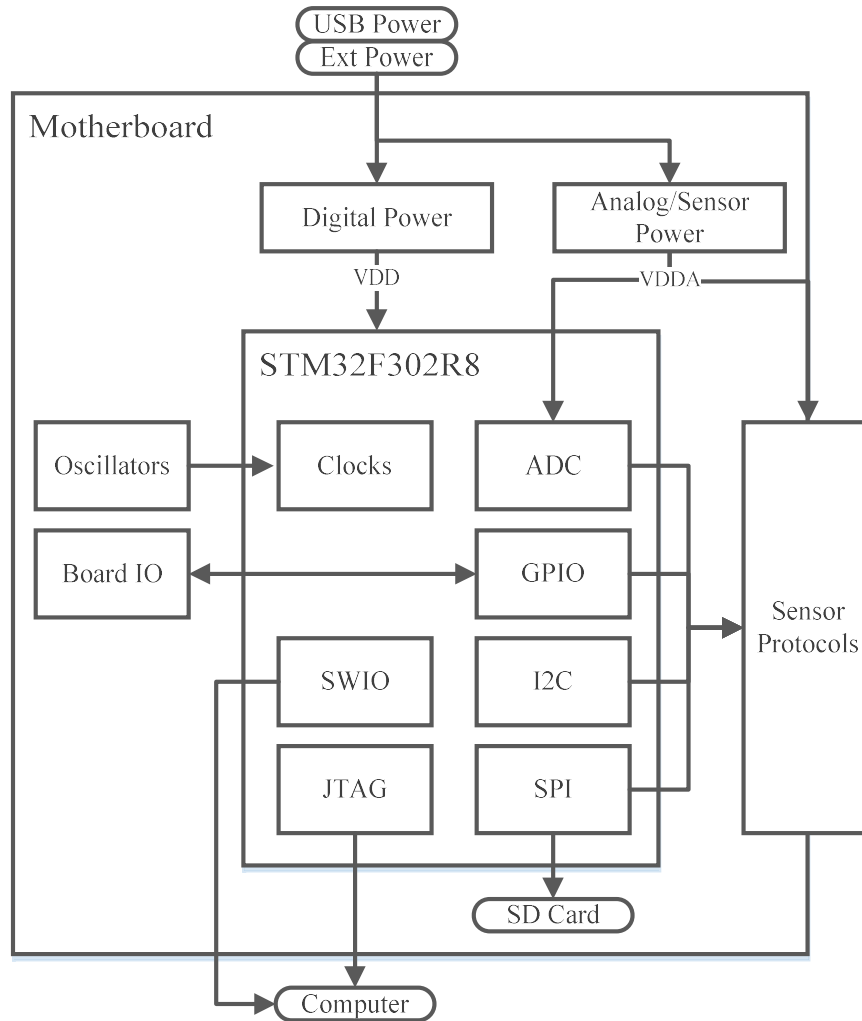 USB Power
Ext Power
Motherboard
Digital Power
Analog/Sensor
Power
VDD
VDDA
STM32F302R8
Oscillators
Clocks
ADC
Board IO
GPIO
Sensor
Protocols
SWIO
I2C
JTAG
SPI
SD Card
Computer